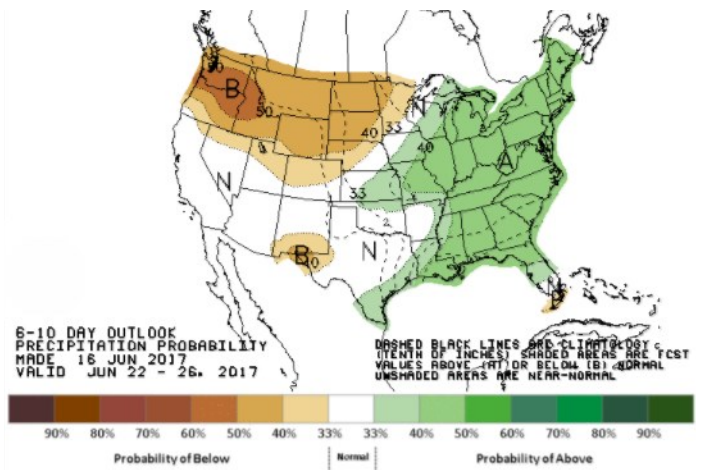 B
50
N
40
33
40
A
33
2
N
B
N
6-10 DAY OUTLOOK
PRECIPITATION PROBABILITY
MADE 16 JUN 2017
VALID JUN 22 - 26, 2017
DASHED BLACK LINES ARE CLIMATOLOGY
(TENTH OF INCHES) SHADED AREAS ARE FCST
VALUES ABOVE (A) OR BELOW (B) NORMAL
UNSHADED AREAS ARE NEAR-NORMAL
90% 80% 70% 60% 50% 40% 33% 33% 40% 50% 60% 70% 80% 90%
Probability of Below Normal Probability of Above